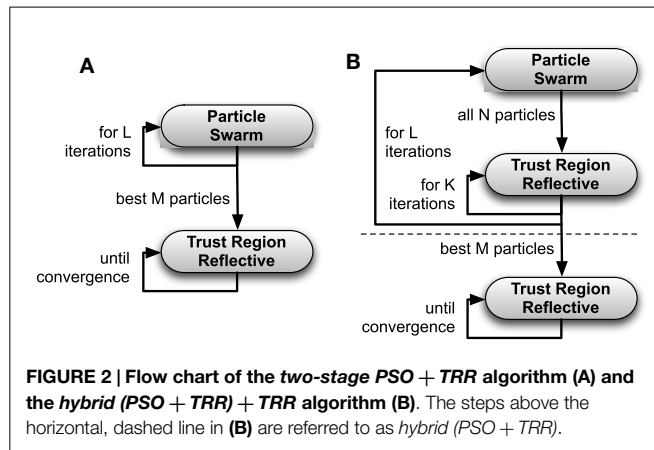 A
Particle
Swarm
for L
iterations
best M particles
Trust Region
Reflective
until
convergence
B
Particle
Swarm
all N particles
for L
iterations
Trust Region
Reflective
for K
iterations
best M particles
Trust Region
Reflective
until
convergence
FIGURE 2 | Flow chart of the two-stage PSO + TRR algorithm (A) and
the hybrid (PSO + TRR) + TRR algorithm (B). The steps above the
horizontal, dashed line in (B) are referred to as hybrid (PSO + TRR).